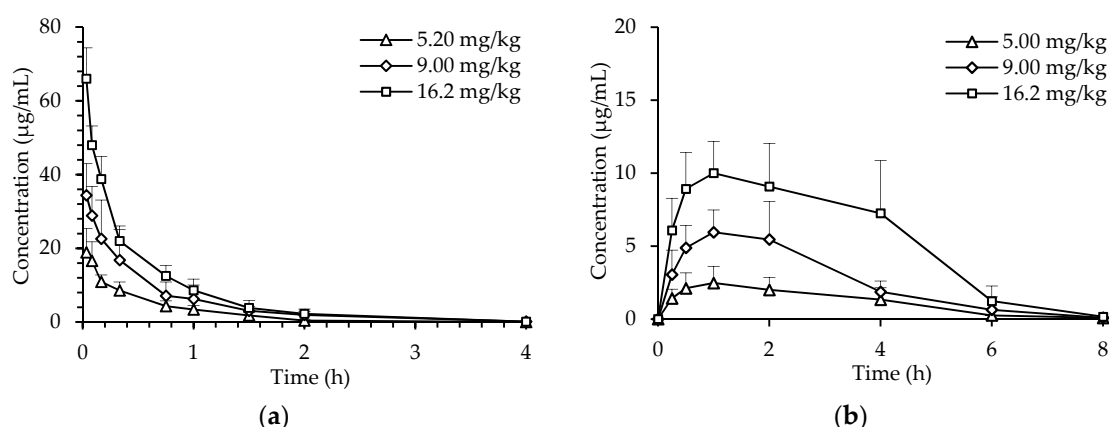 80
60
40
20
0
Concentration (µg/mL)
5.20 mg/kg
9.00 mg/kg
16.2 mg/kg
0 1 2 3 4
Time (h)
(a)
20
15
10
5
0
Concentration (µg/mL)
5.00 mg/kg
9.00 mg/kg
16.2 mg/kg
0 2 4 6 8
Time (h)
(b)